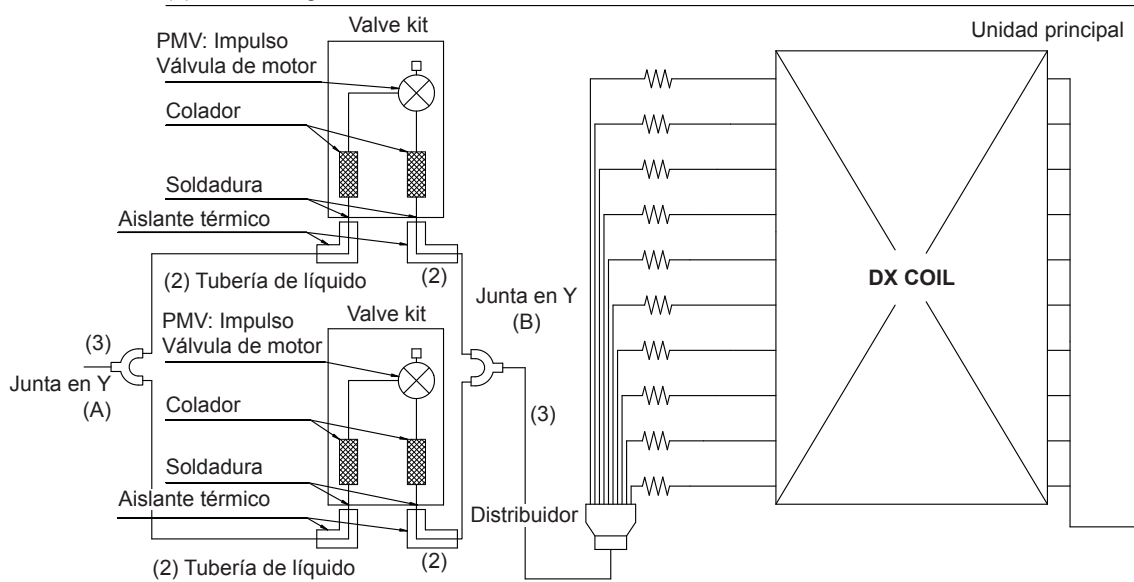 Valve kit
PMV: Impulso
Válvula de motor
Colador
Soldadura
Aislante térmico
(2) Tubería de líquido
(2)
Unidad principal
Junta en Y
(B)
Valve kit
PMV: Impulso
Válvula de motor
(3)
Junta en Y
(A)
Colador
(3)
Soldadura
Aislante térmico
(2) Tubería de líquido
(2)
Distribuidor
DX COIL